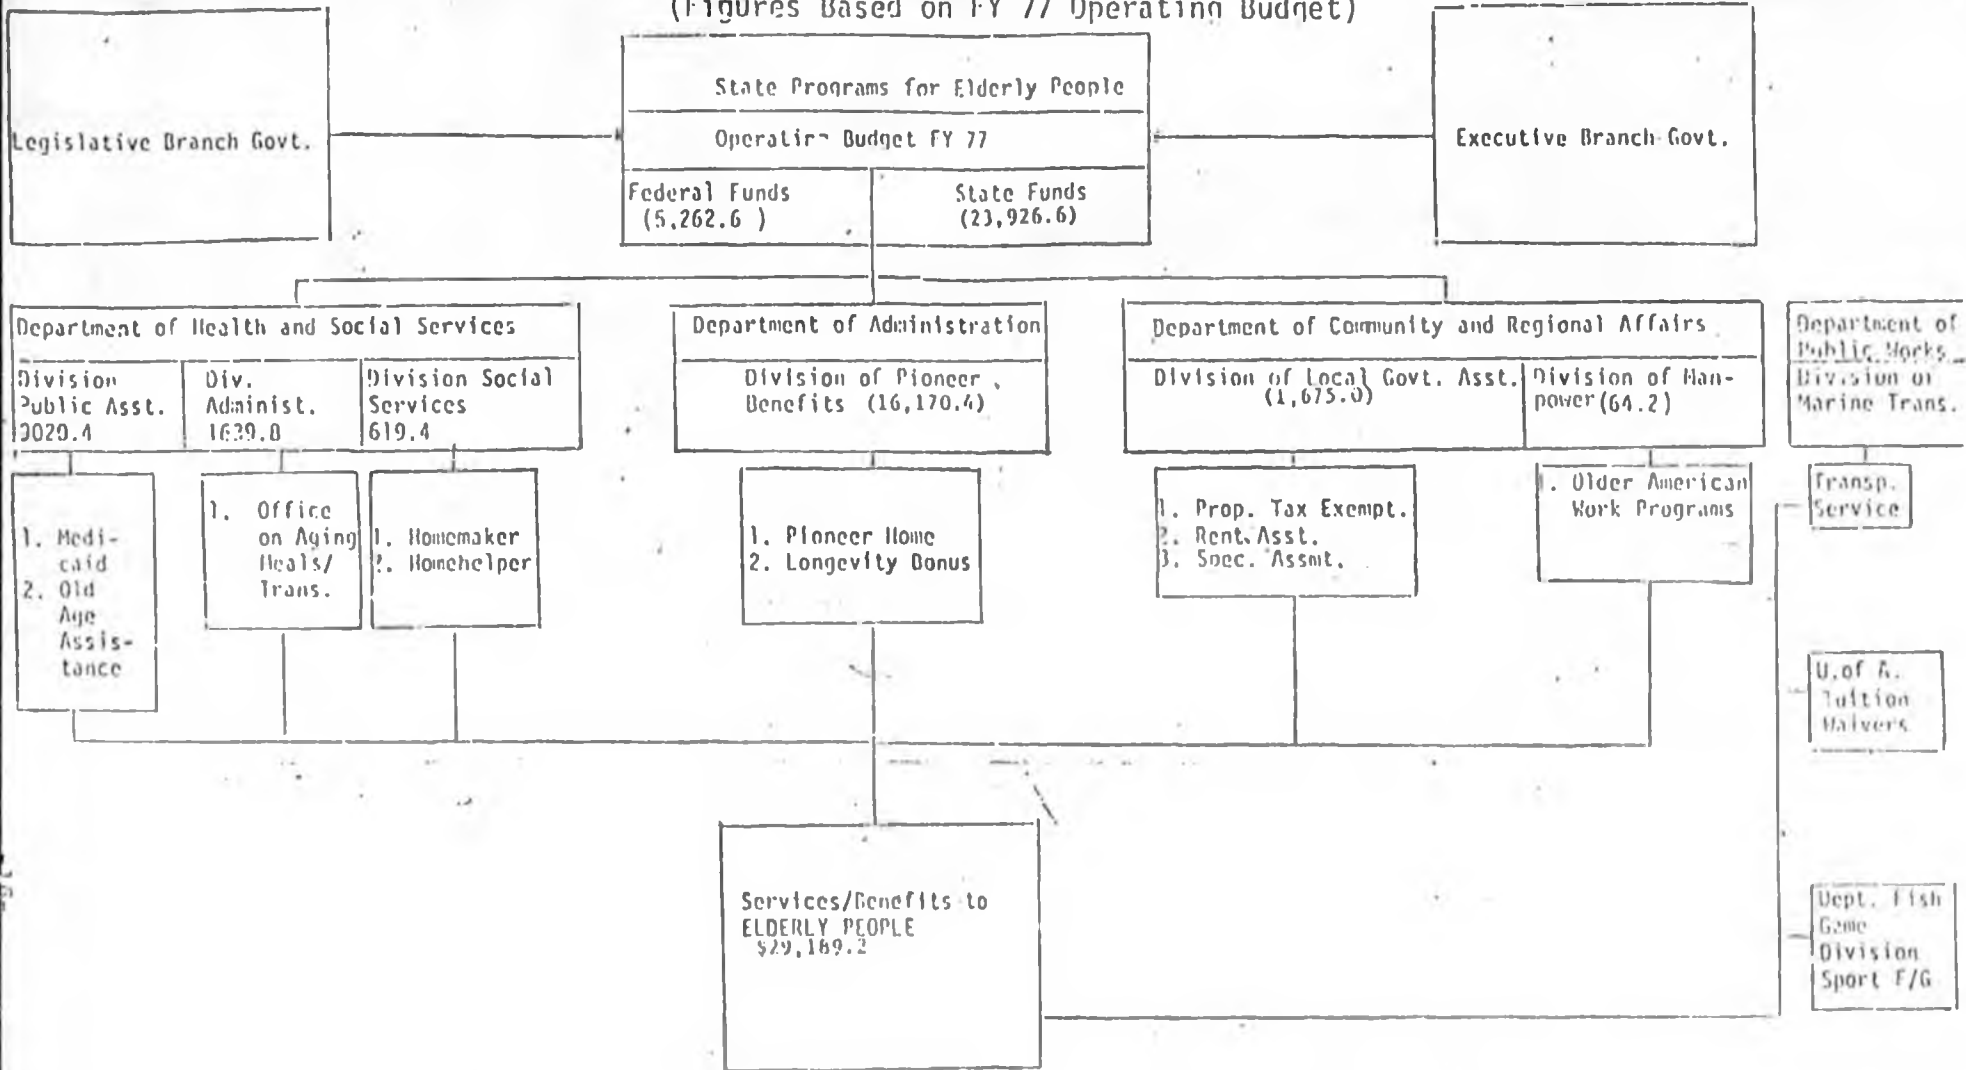 (Figures Based on FY 77 Operating Budget)
Legislative Branch Govt.
State Programs for Elderly People
Budget FY 77
Federal Funds
(5,262.6 )
State Funds
(23,926.6)
Executive Branch Govt.
Department of Health and Social Services
Division
Public Asst.
Div.
Administ.
Division Social
Services
619.4
Department of Administration
Division of Pioneer
Benefits (16,170.4)
Department of Community and Regional Affairs
Division of Local Govt. Asst.
(1,675.0)
Division of Man-
power (64.2)
Department of
Public Works
Division of
Marine Trans.
1. Medi-
caid
2. Old
Age
Assis-
tance
1. Office
on Aging
Meals/
Trans.
1. Homemaker
2. Homehelper
1. Pioneer Home
2. Longevity Bonus
1. Prop. Tax Exempt.
2. Rent. Asst.
3. Spec. Assmt.
1. Older American
Work Programs
Transp.
Service
U.of A.
Tuition
Waivers
Services/Benefits to
ELDERLY PEOPLE
$29,189.2
Dept. Fish
Game
Division
Sport F/G